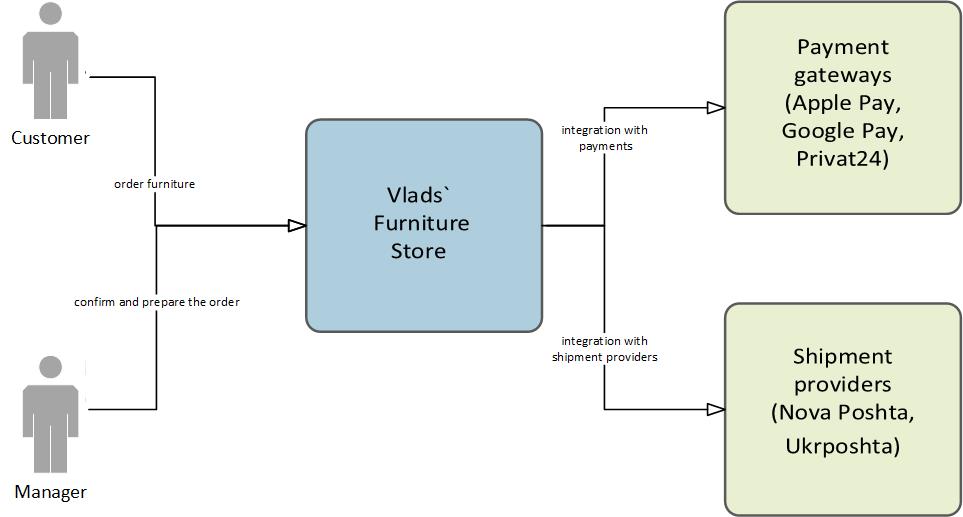 Customer
order furniture
confirm and prepare the order
Manager
Vlads`
Furniture
Store
integration with
payments
integration with
shipment providers
Payment
gateways
(Apple Pay,
Google Pay,
Privat24)
Shipment
providers
(Nova Poshta,
Ukrposhta)